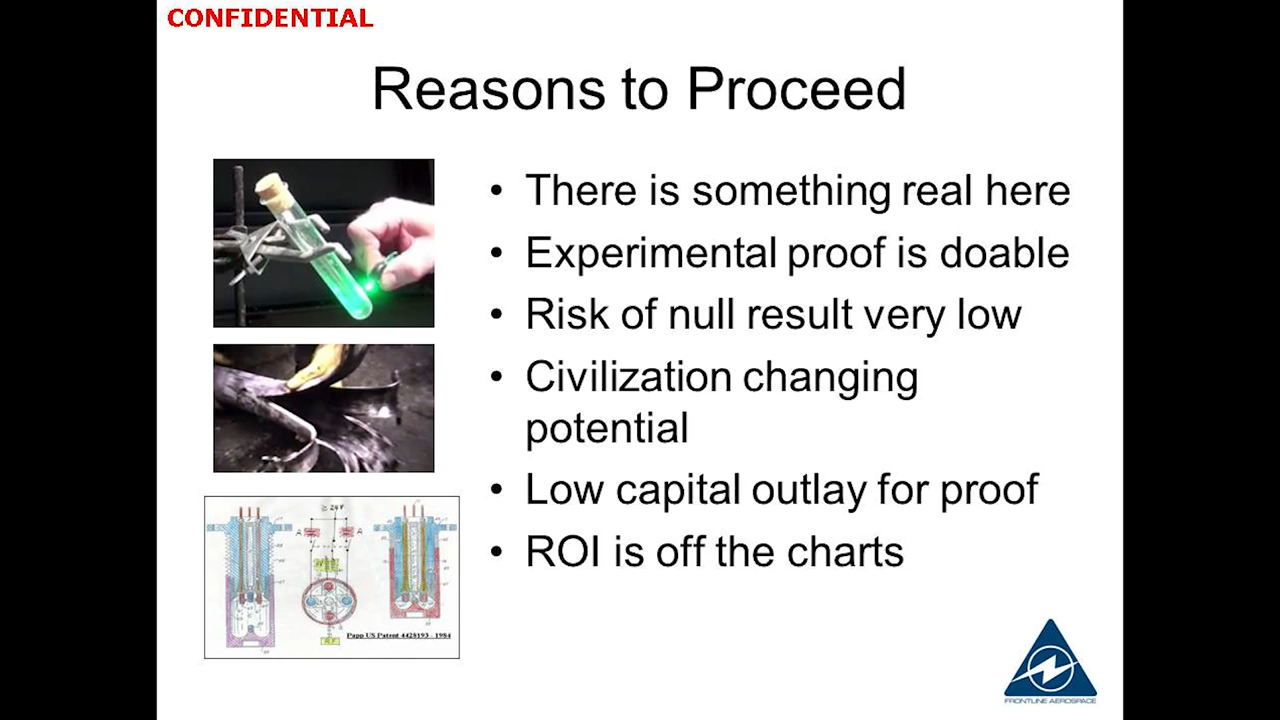 CONFIDENTIAL
Reasons to Proceed
• There is something real here
• Experimental proof is doable
• Risk of null result very low
• Civilization changing
potential
• Low capital outlay for proof
• ROI is off the charts
A
A
Papp US Patent 4428193 - 1984
FRONTLINE AEROSPACE